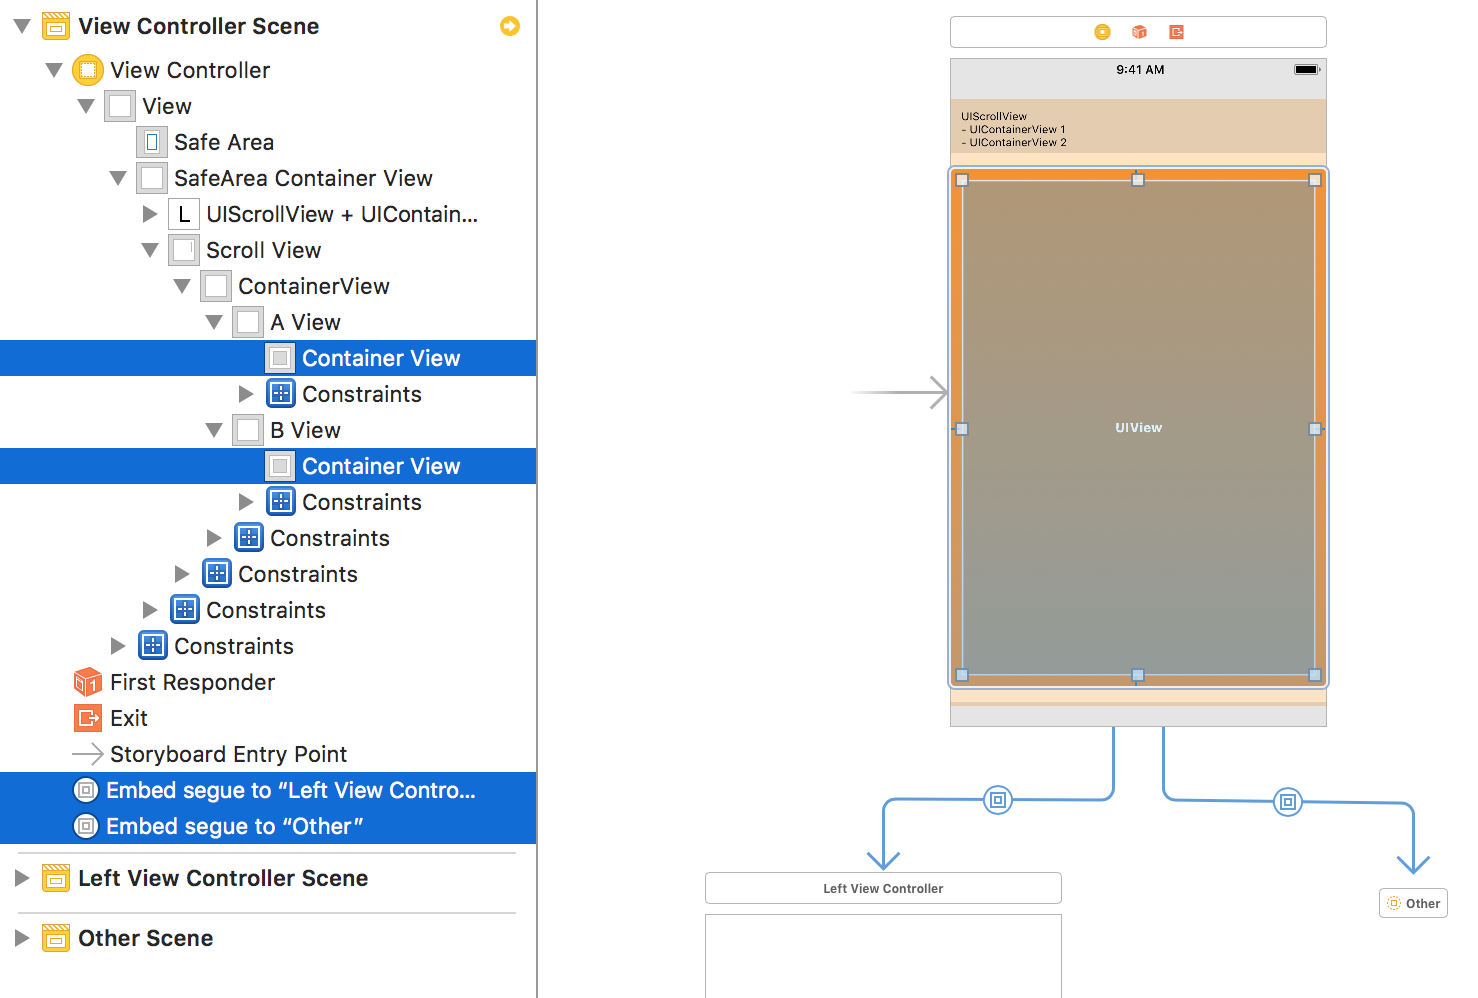 View Controller Scene
View Controller
View
Safe Area
SafeArea Container View
L
UIScrollView + UIContain...
Scroll View
ContainerView
A View
Container View
Constraints
B View
Container View
Constraints
Constraints
Constraints
Constraints
Constraints
First Responder
Exit
Storyboard Entry Point
Embed segue to “Left View Contro...
Embed segue to “Other”
Left View Controller Scene
Other Scene
9:41 AM
UIScrollView
- UIContainerView 1
- UIContainerView 2
UIView
Left View Controller
Other